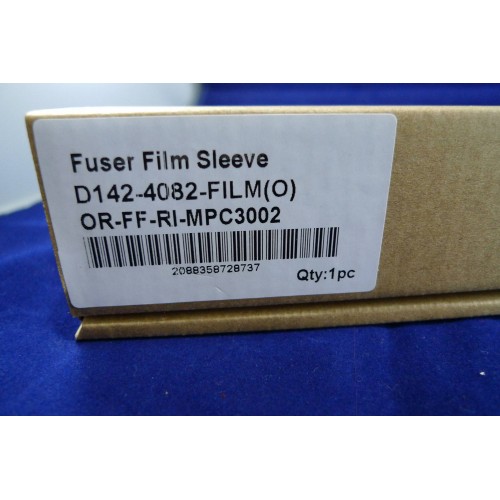 Fuser Film Sleeve
D142-4082-FILM(O)
OR-FF-RI-MPC3002
2088358728737
Qty:1pc